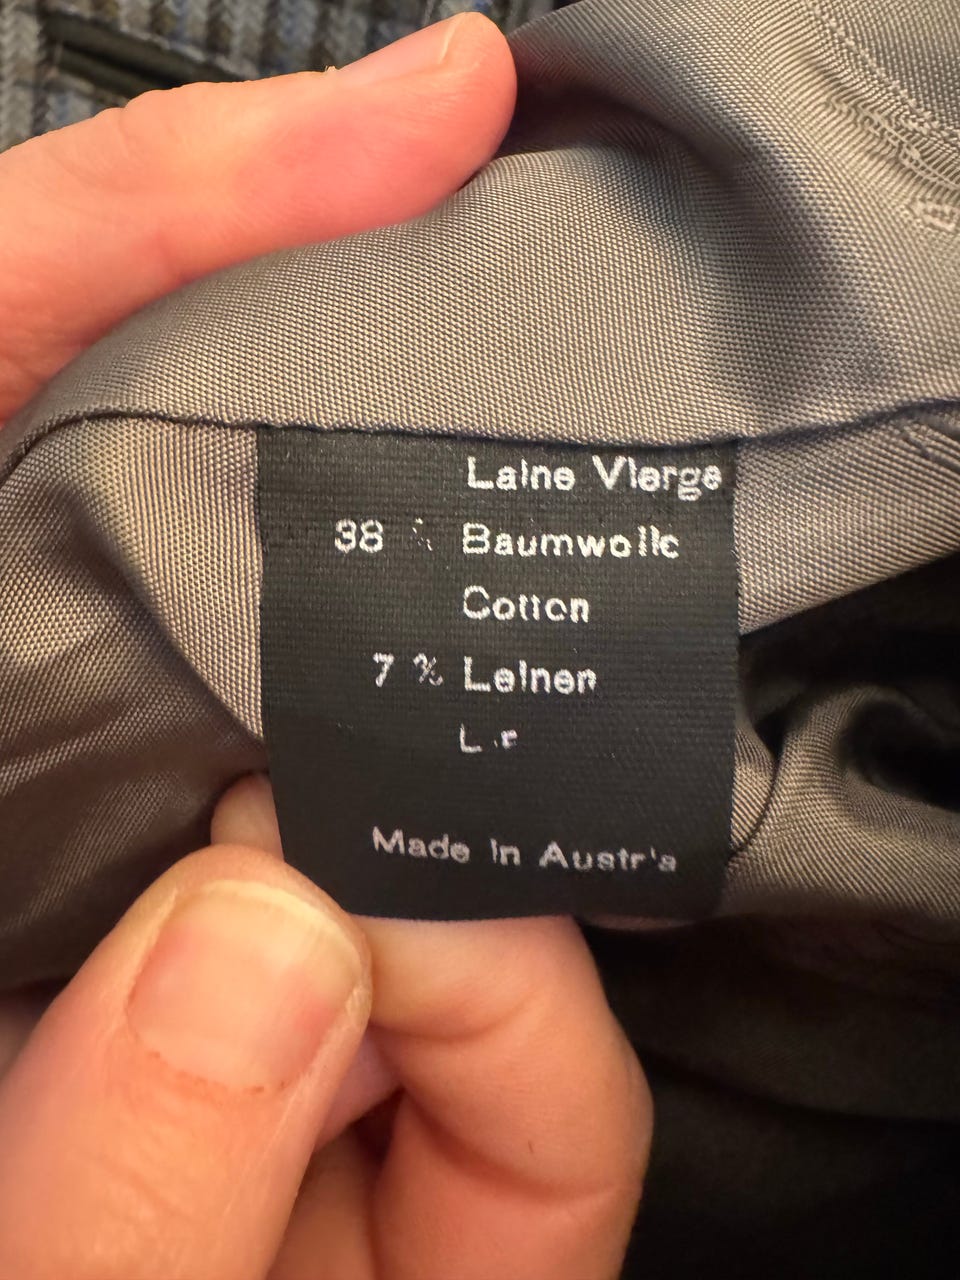 Laine Vierge
38 % Baumwolle
Cotton
7 % Leinen
Made in Austria